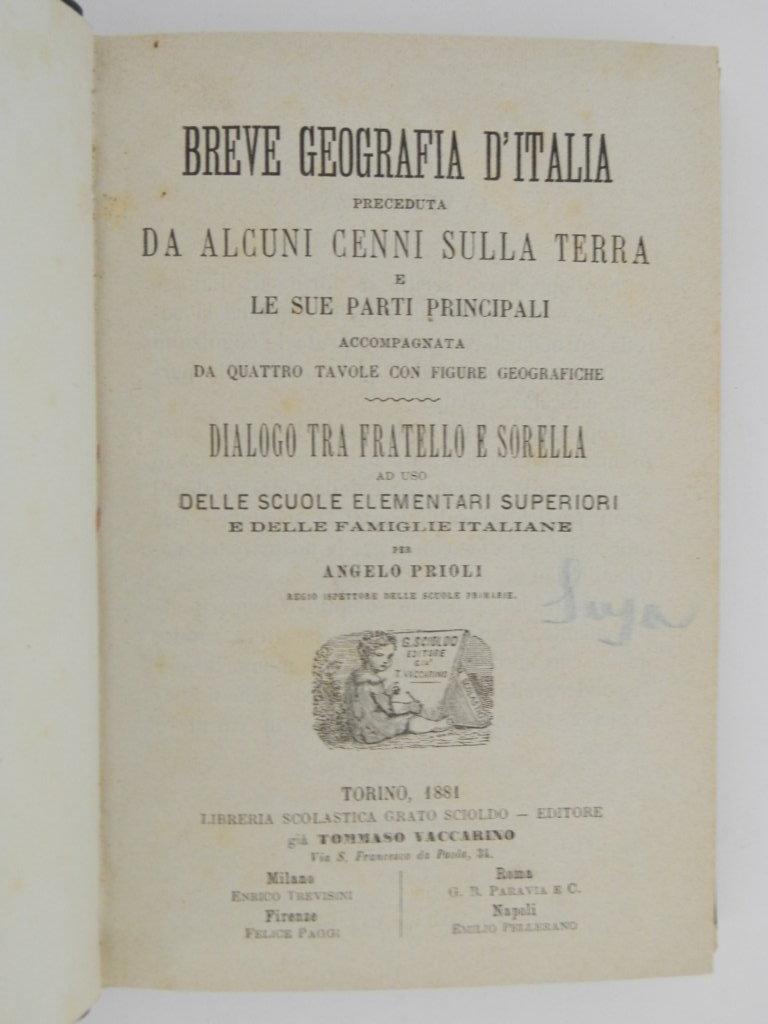 BREVE GEOGRAFIA D'ITALIA
PRECEDUTA
DA ALCUNI CENNI SULLA TERRA
E
LE SUE PARTI PRINCIPALI
ACCOMPAGNATA
DA QUATTRO TAVOLE CON FIGURE GEOGRAFICHE
DIALOGO TRA FRATELLO E SORELLA
AD USO
DELLE SCUOLE ELEMENTARI SUPERIORI
E DELLE FAMIGLIE ITALIANE
PER
ANGELO PRIOLI
REGIO ISPETTORE DELLE SCUOLE PRIMARIE.
G. SCIOLDO
EDITORE
GIÀ
T. VACCARINO
TORINO, 1881
LIBRERIA SCOLASTICA GRATO SCIOLDO — EDITORE
già TOMMASO VACCARINO
Via S. Francesco da Paola, 34.
Milano
ENRICO TREVISINI
Firenze
FELICE PAGGI
Roma
G. B. PARAVIA E C.
Napoli
EMILIO PELLERANO